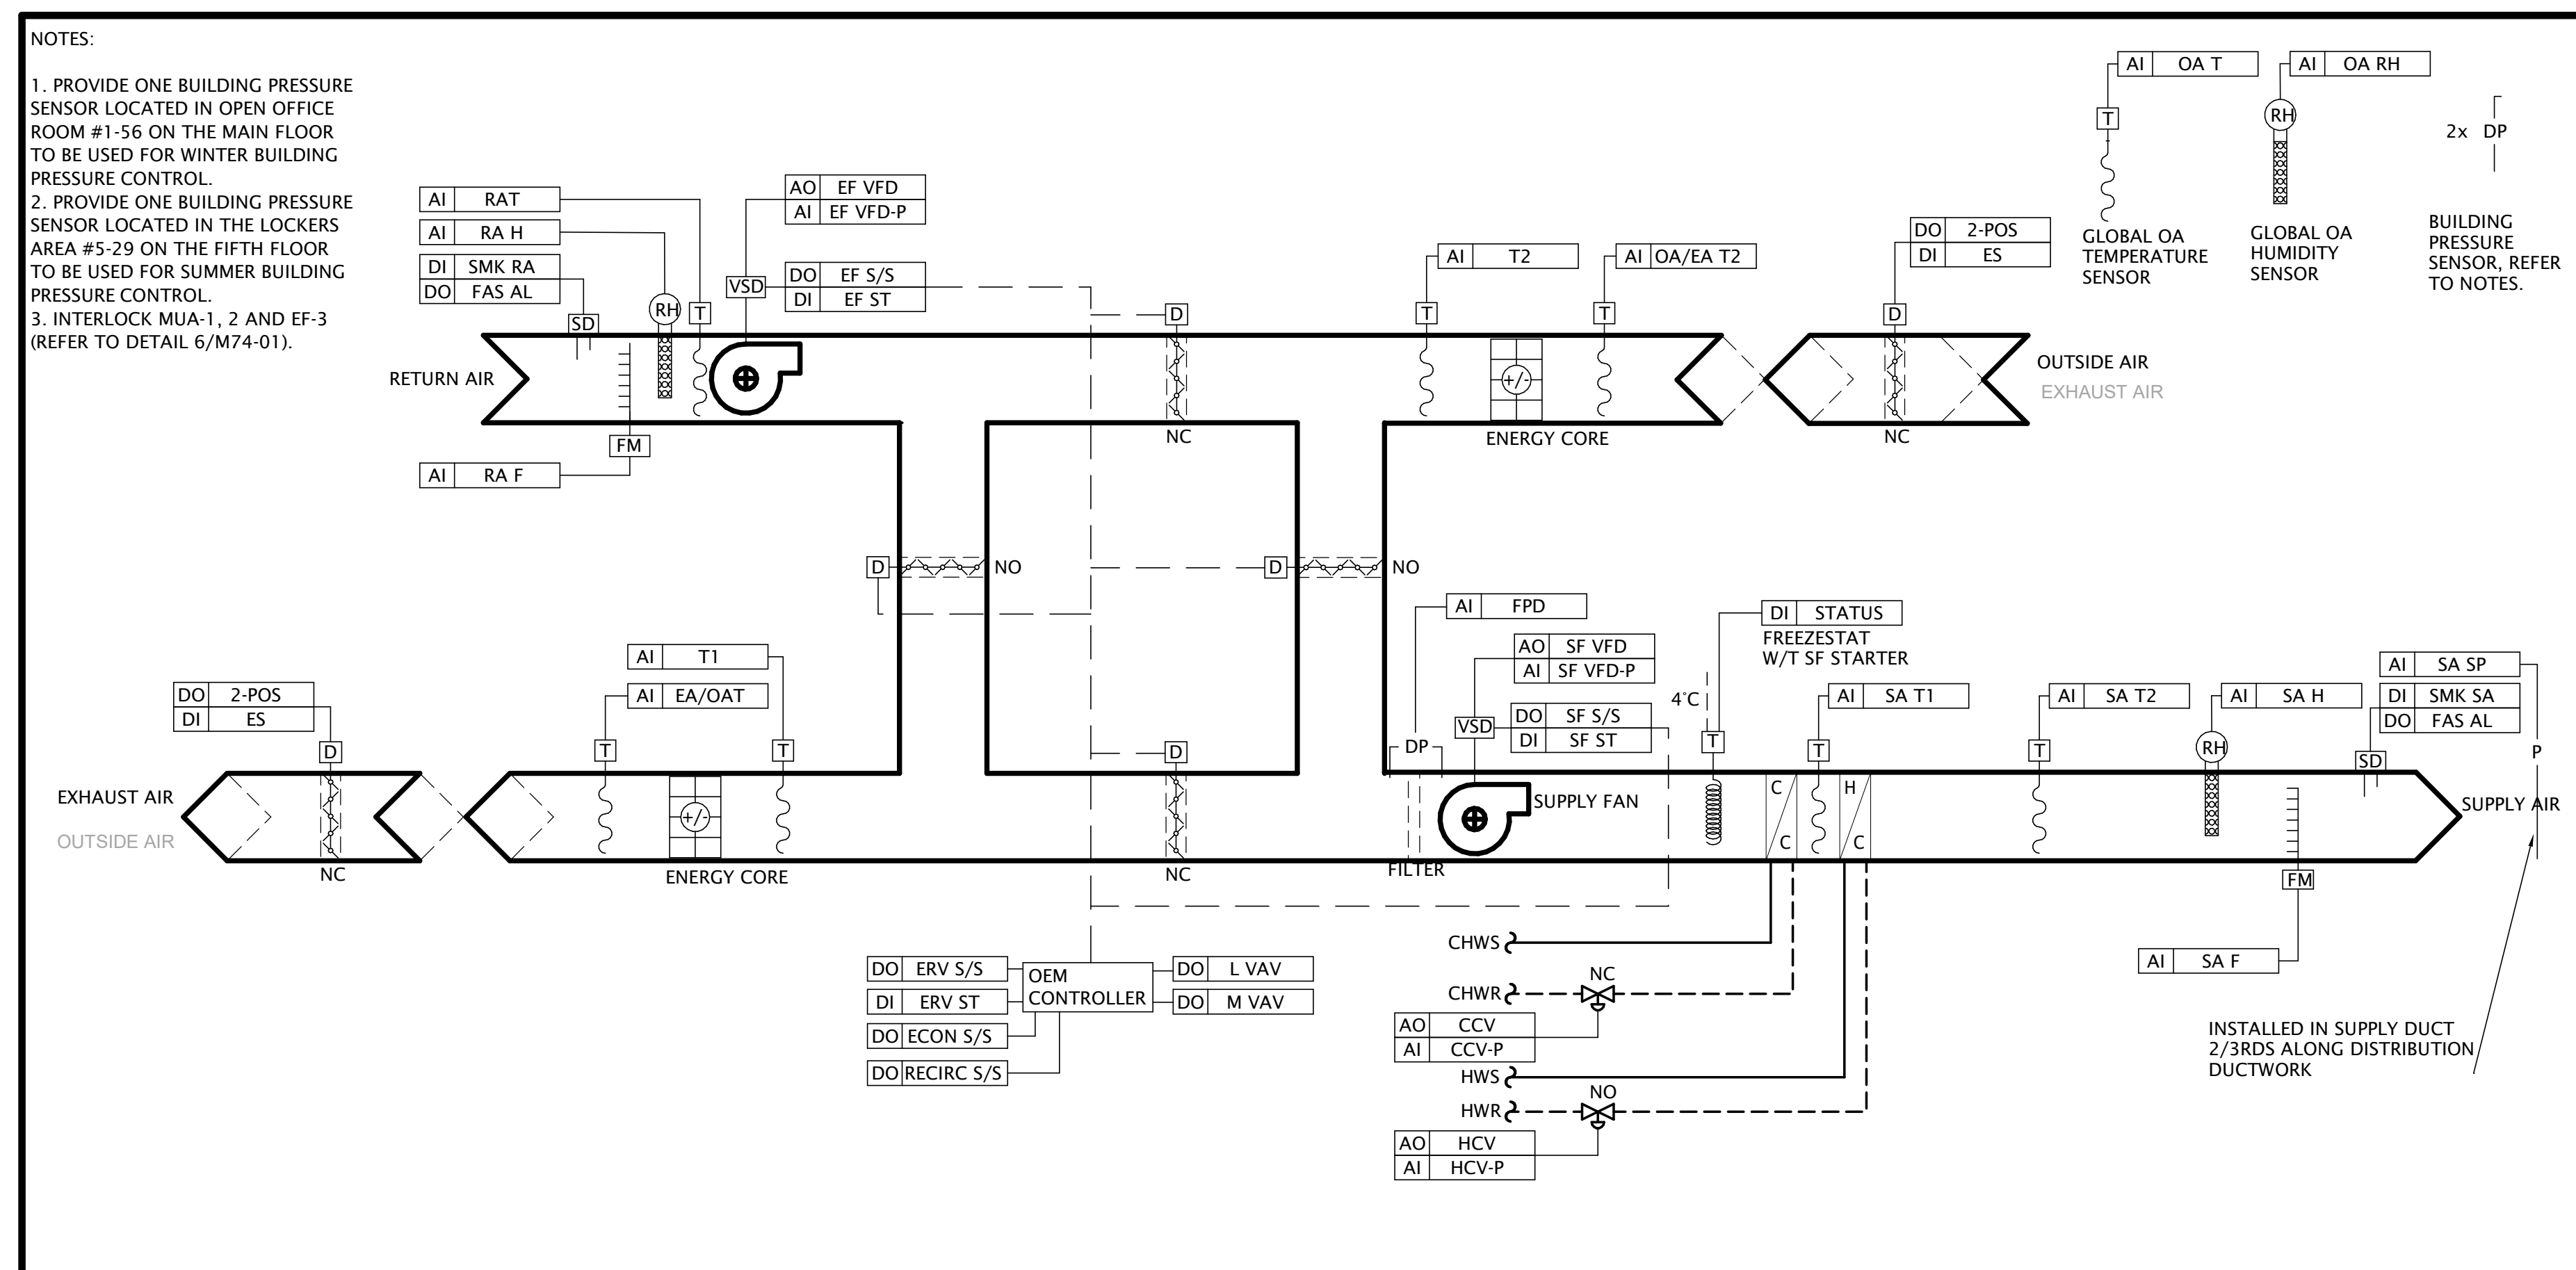 NOTES:
1. PROVIDE ONE BUILDING PRESSURE
SENSOR LOCATED IN OPEN OFFICE
ROOM #1-56 ON THE MAIN FLOOR
TO BE USED FOR WINTER BUILDING
PRESSURE CONTROL.
2. PROVIDE ONE BUILDING PRESSURE
SENSOR LOCATED IN THE LOCKERS
AREA #5-29 ON THE FIFTH FLOOR
TO BE USED FOR SUMMER BUILDING
PRESSURE CONTROL.
3. INTERLOCK MUA-1, 2 AND EF-3
(REFER TO DETAIL 6/M74-01).
AI RAT
AI RA H
DI SMK RA
DO FAS AL
SD
RH
T
AO EF VFD
AI EF VFD-P
VSD
DO EF S/S
DI EF ST
RETURN AIR
FM
AI RA F
D
NC
AI T2
AI OA/EA T2
T
T
+/-
ENERGY CORE
DO 2-POS
DI ES
D
NC
OUTSIDE AIR
EXHAUST AIR
AI OA T
T
GLOBAL OA
TEMPERATURE
SENSOR
AI OA RH
RH
GLOBAL OA
HUMIDITY
SENSOR
2x DP
BUILDING
PRESSURE
SENSOR, REFER
TO NOTES.
D
NO
D
NO
DO 2-POS
DI ES
D
EXHAUST AIR
OUTSIDE AIR
NC
AI T1
AI EA/OAT
T
T
+/-
ENERGY CORE
D
NC
AI FPD
DP
FILTER
AO SF VFD
AI SF VFD-P
VSD
DO SF S/S
DI SF ST
SUPPLY FAN
DI STATUS
FREEZESTAT
W/T SF STARTER
4°C
T
C
C
AI SA T1
T
H
C
AI SA T2
T
AI SA H
RH
AI SA SP
DI SMK SA
DO FAS AL
P
SD
SUPPLY AIR
FM
AI SA F
INSTALLED IN SUPPLY DUCT
2/3RDS ALONG DISTRIBUTION
DUCTWORK
DO ERV S/S
DI ERV ST
DO ECON S/S
DO RECIRC S/S
OEM
CONTROLLER
DO L VAV
DO M VAV
CHWS
CHWR
NC
AO CCV
AI CCV-P
HWS
HWR
NO
AO HCV
AI HCV-P